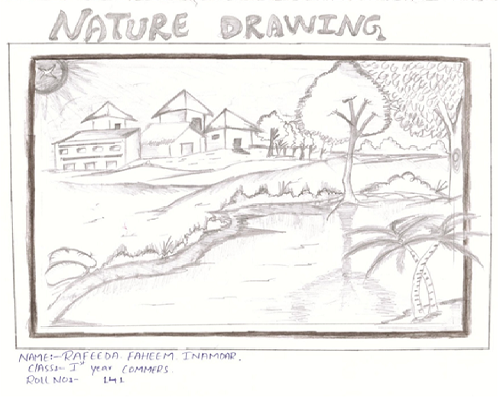 NATURE DRAWING
NAME:- RAFEEDA. FAHEEM. INAMDAR.
CLASS:- Ist year COMMERS.
ROLL NO:- 141